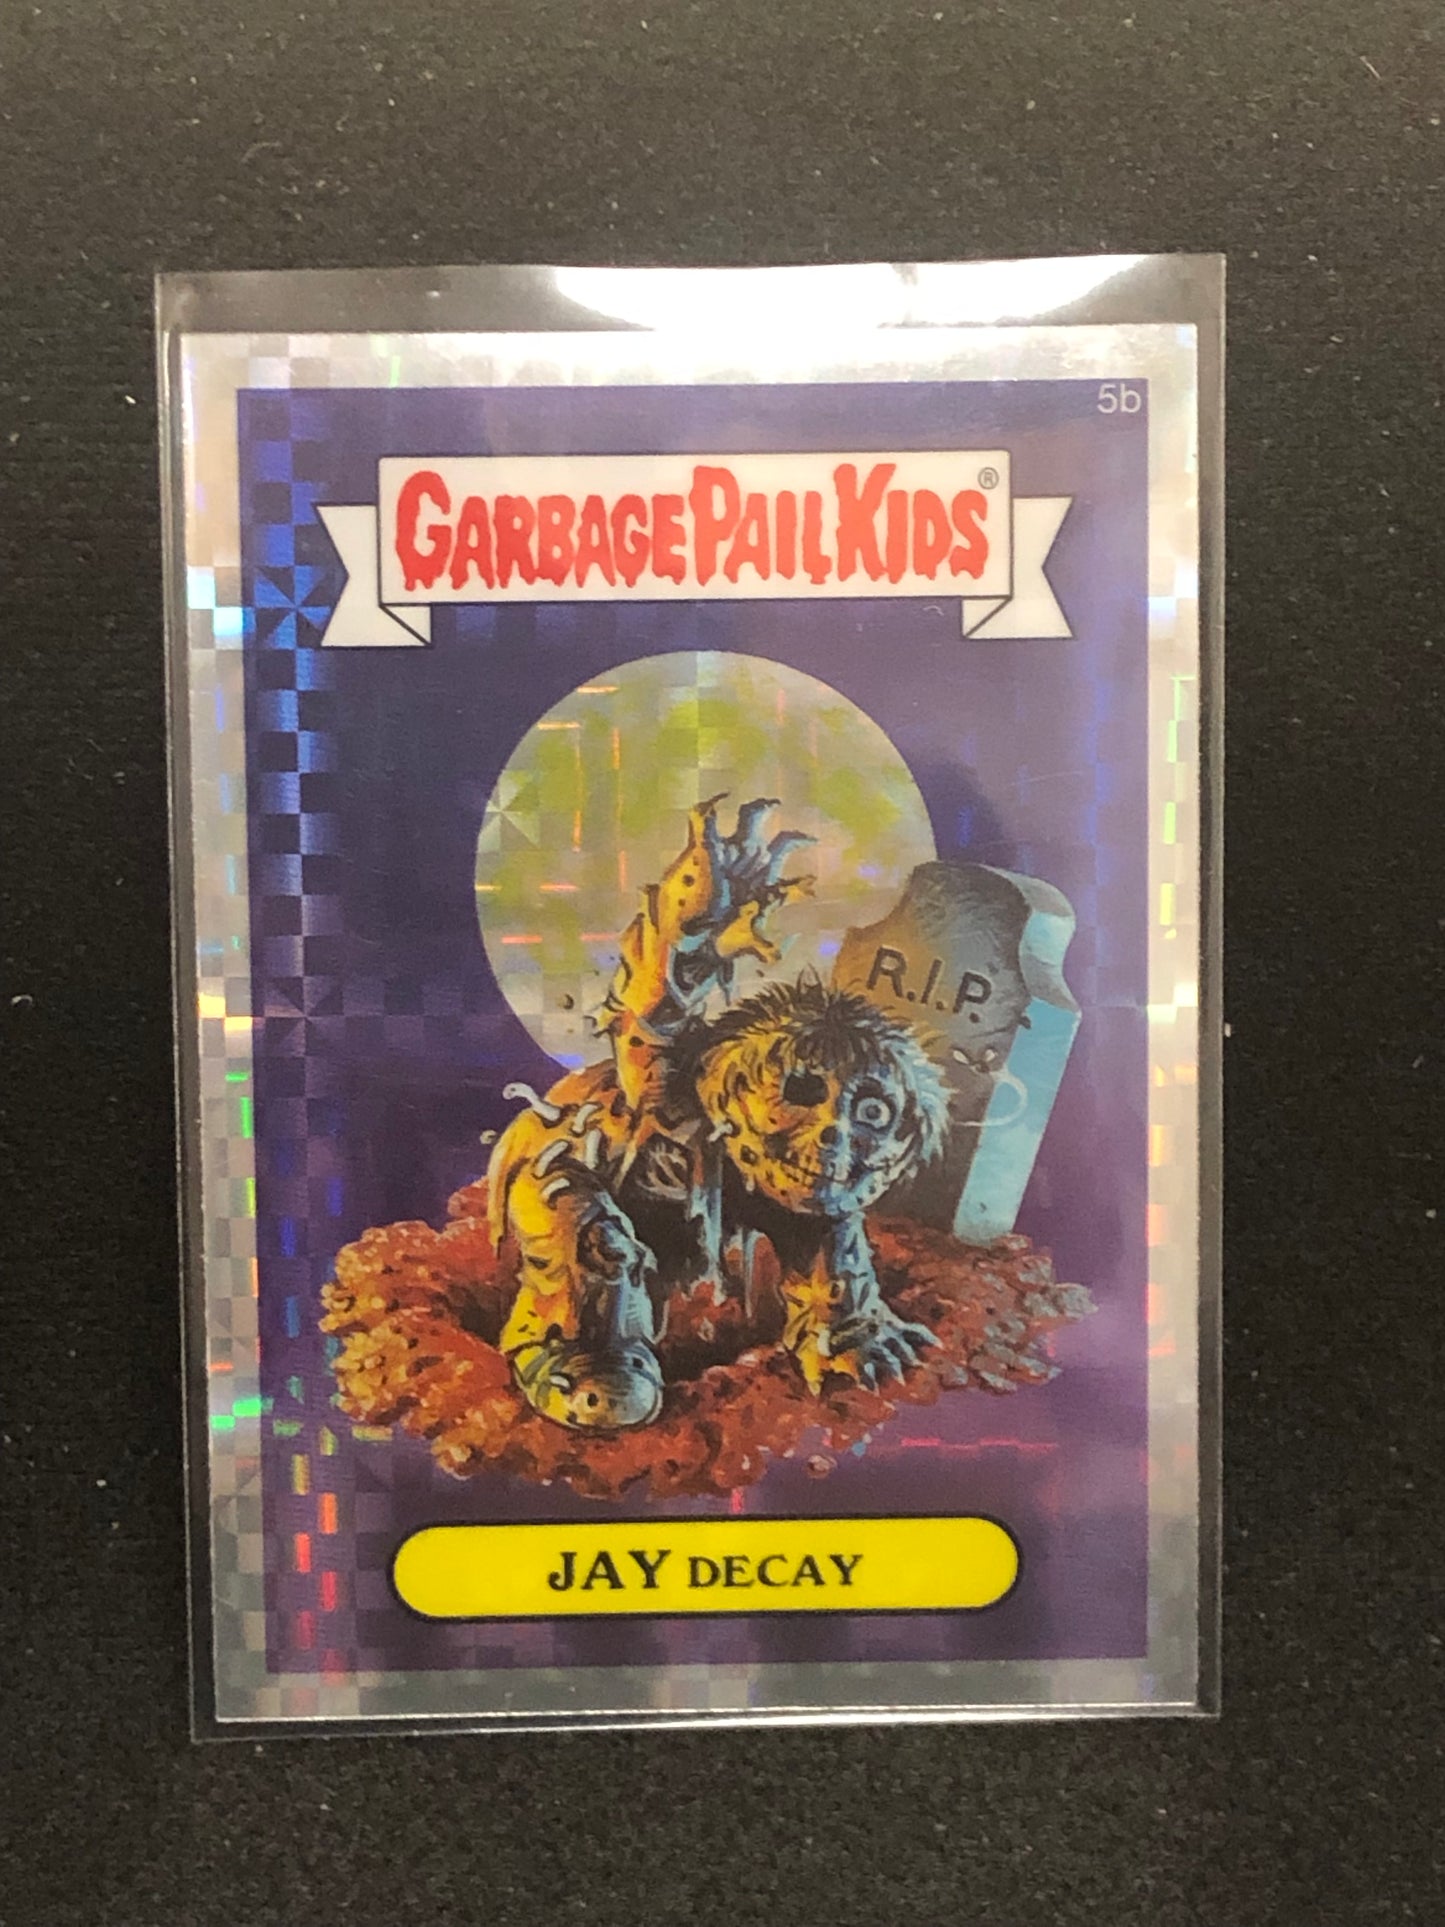 5b
GARBAGE PAIL KIDS®
R.I.P.
JAY DECAY